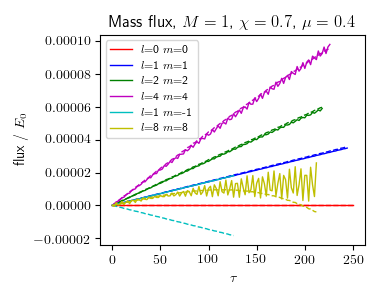 Mass flux, M = 1, χ = 0.7, μ = 0.4
flux / E₀
0.00010
0.00008
0.00006
0.00004
0.00002
0.00000
−0.00002
l=0 m=0
l=1 m=1
l=2 m=2
l=4 m=4
l=1 m=-1
l=8 m=8
0 50 100 150 200 250
τ